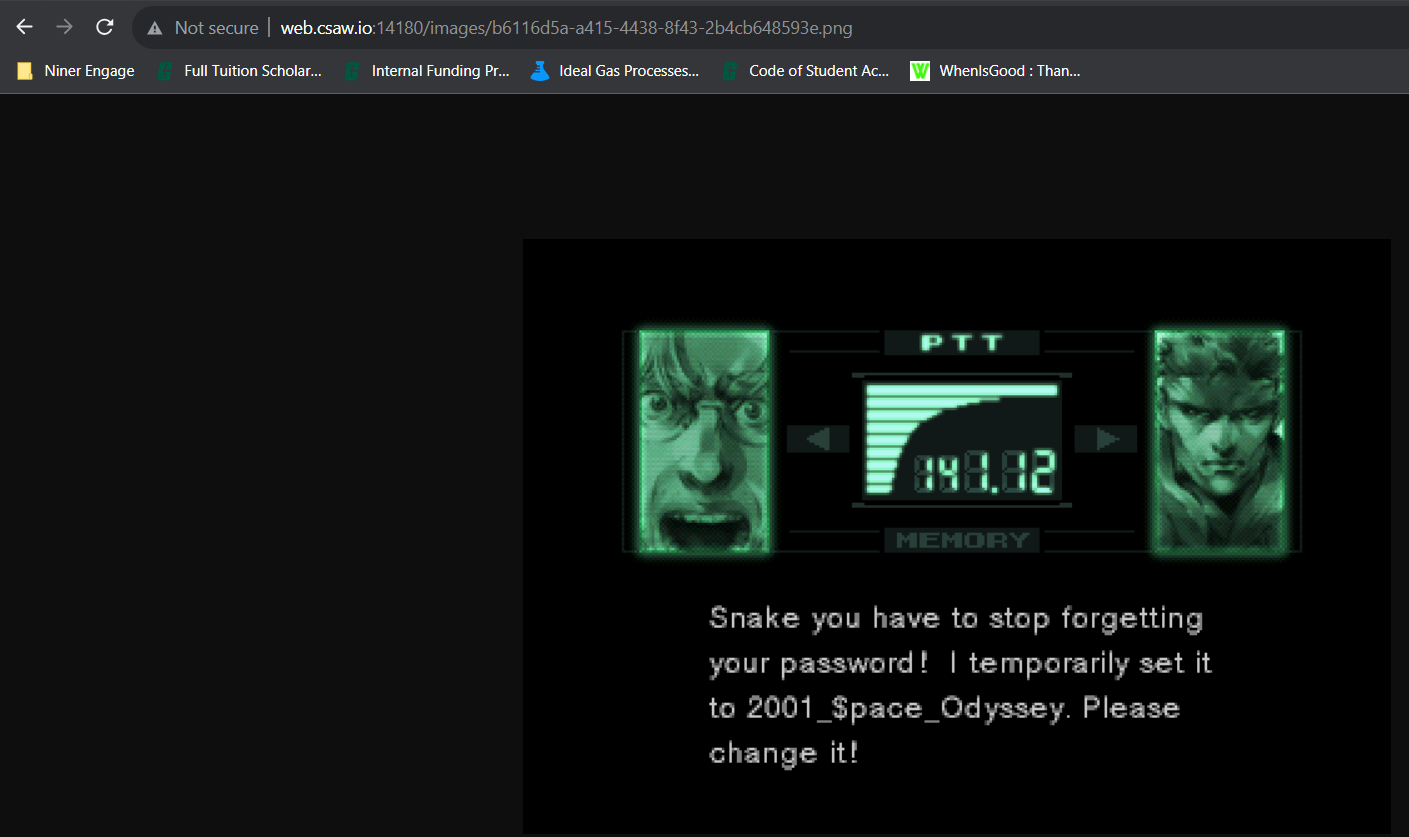 Not secure
web.csaw.io:14180/images/b6116d5a-a415-4438-8f43-2b4cb648593e.png
Niner Engage
Full Tuition Scholar...
Internal Funding Pr...
Ideal Gas Processes...
Code of Student Ac...
WhenIsGood : Than...
PTT
141.12
MEMORY
Snake you have to stop forgetting
your password! I temporarily set it
to 2001_$pace_Odyssey. Please
change it!